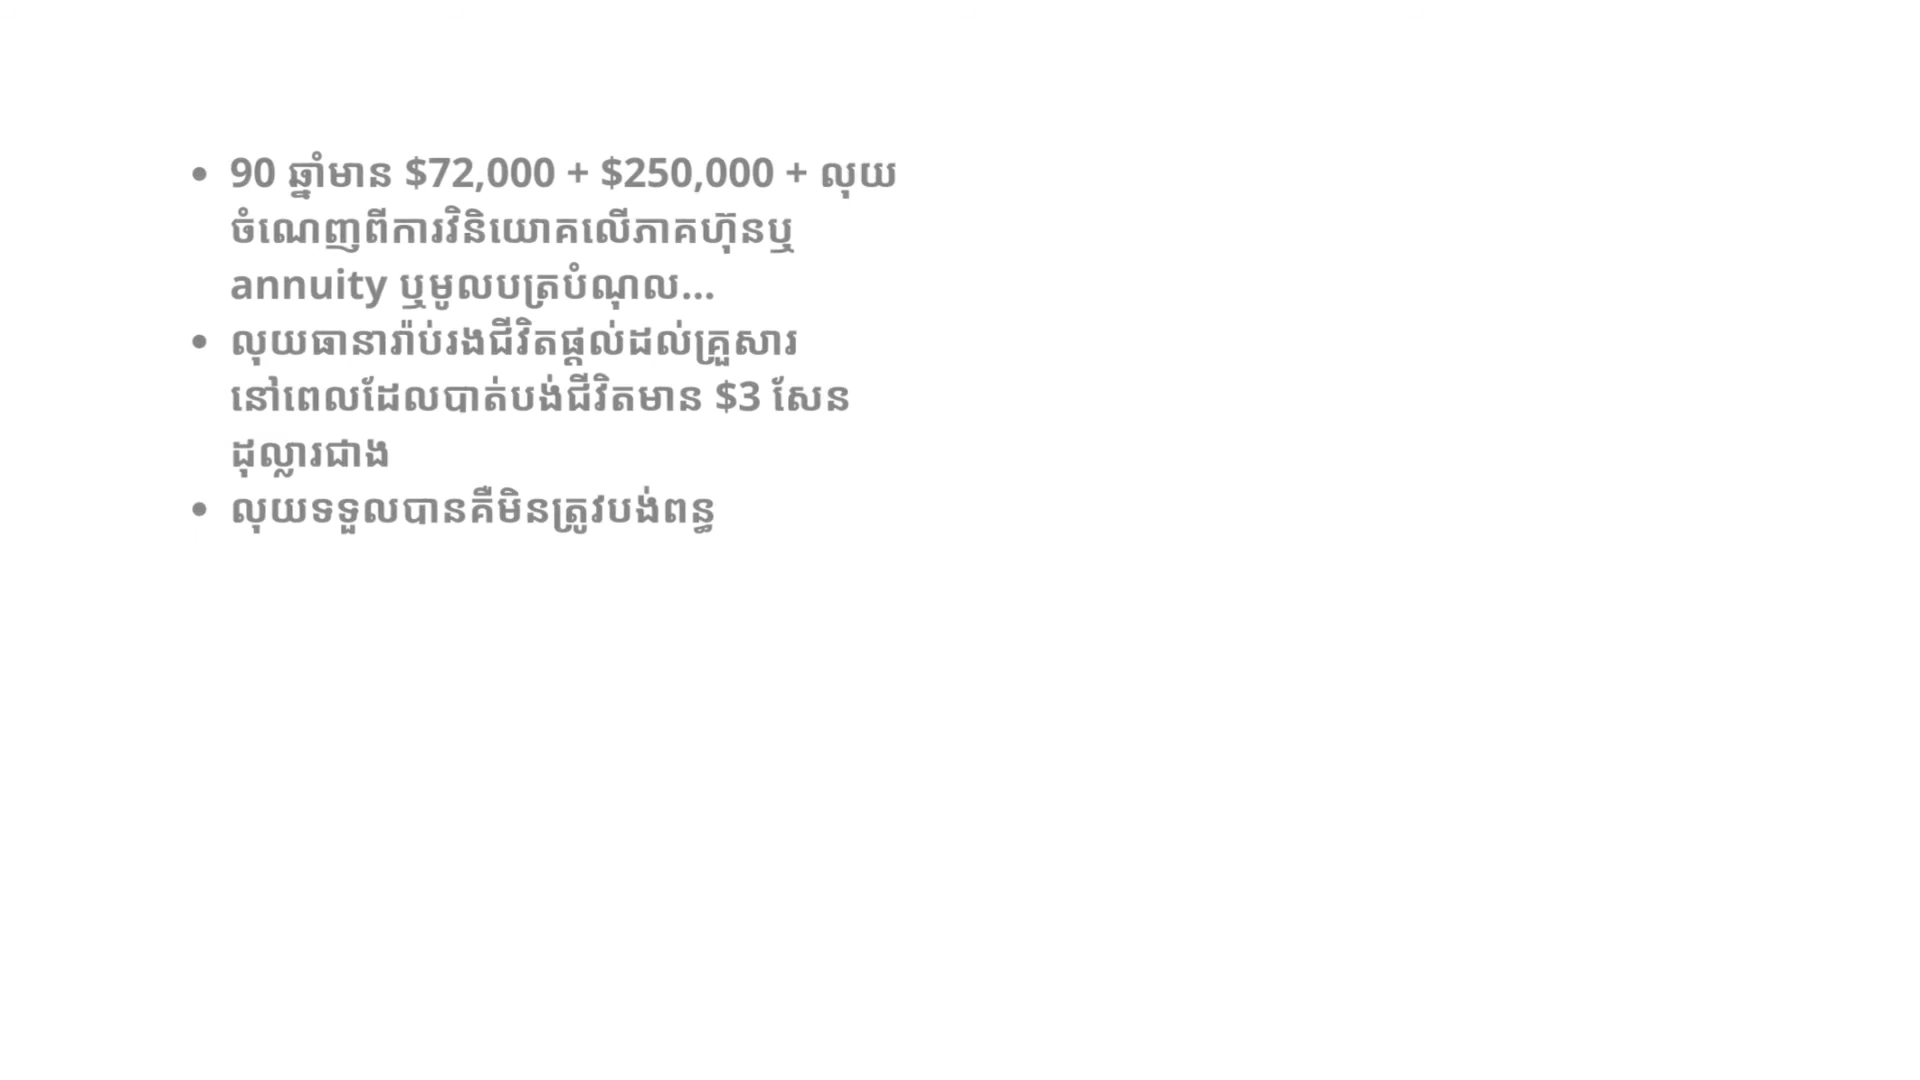 • 90 ឆ្នាំមាន $72,000 + $250,000 + លុយ
ចំណេញពីការវិនិយោគលើភាគហ៊ុនឬ
annuity ឬមូលបត្របំណុល...
• លុយធានារ៉ាប់រងជីវិតផ្តល់ដល់គ្រួសារ
នៅពេលដែលបាត់បង់ជីវិតមាន $3 សែន
ដុល្លារជាង
• លុយទទួលបានគឺមិនត្រូវបង់ពន្ធ